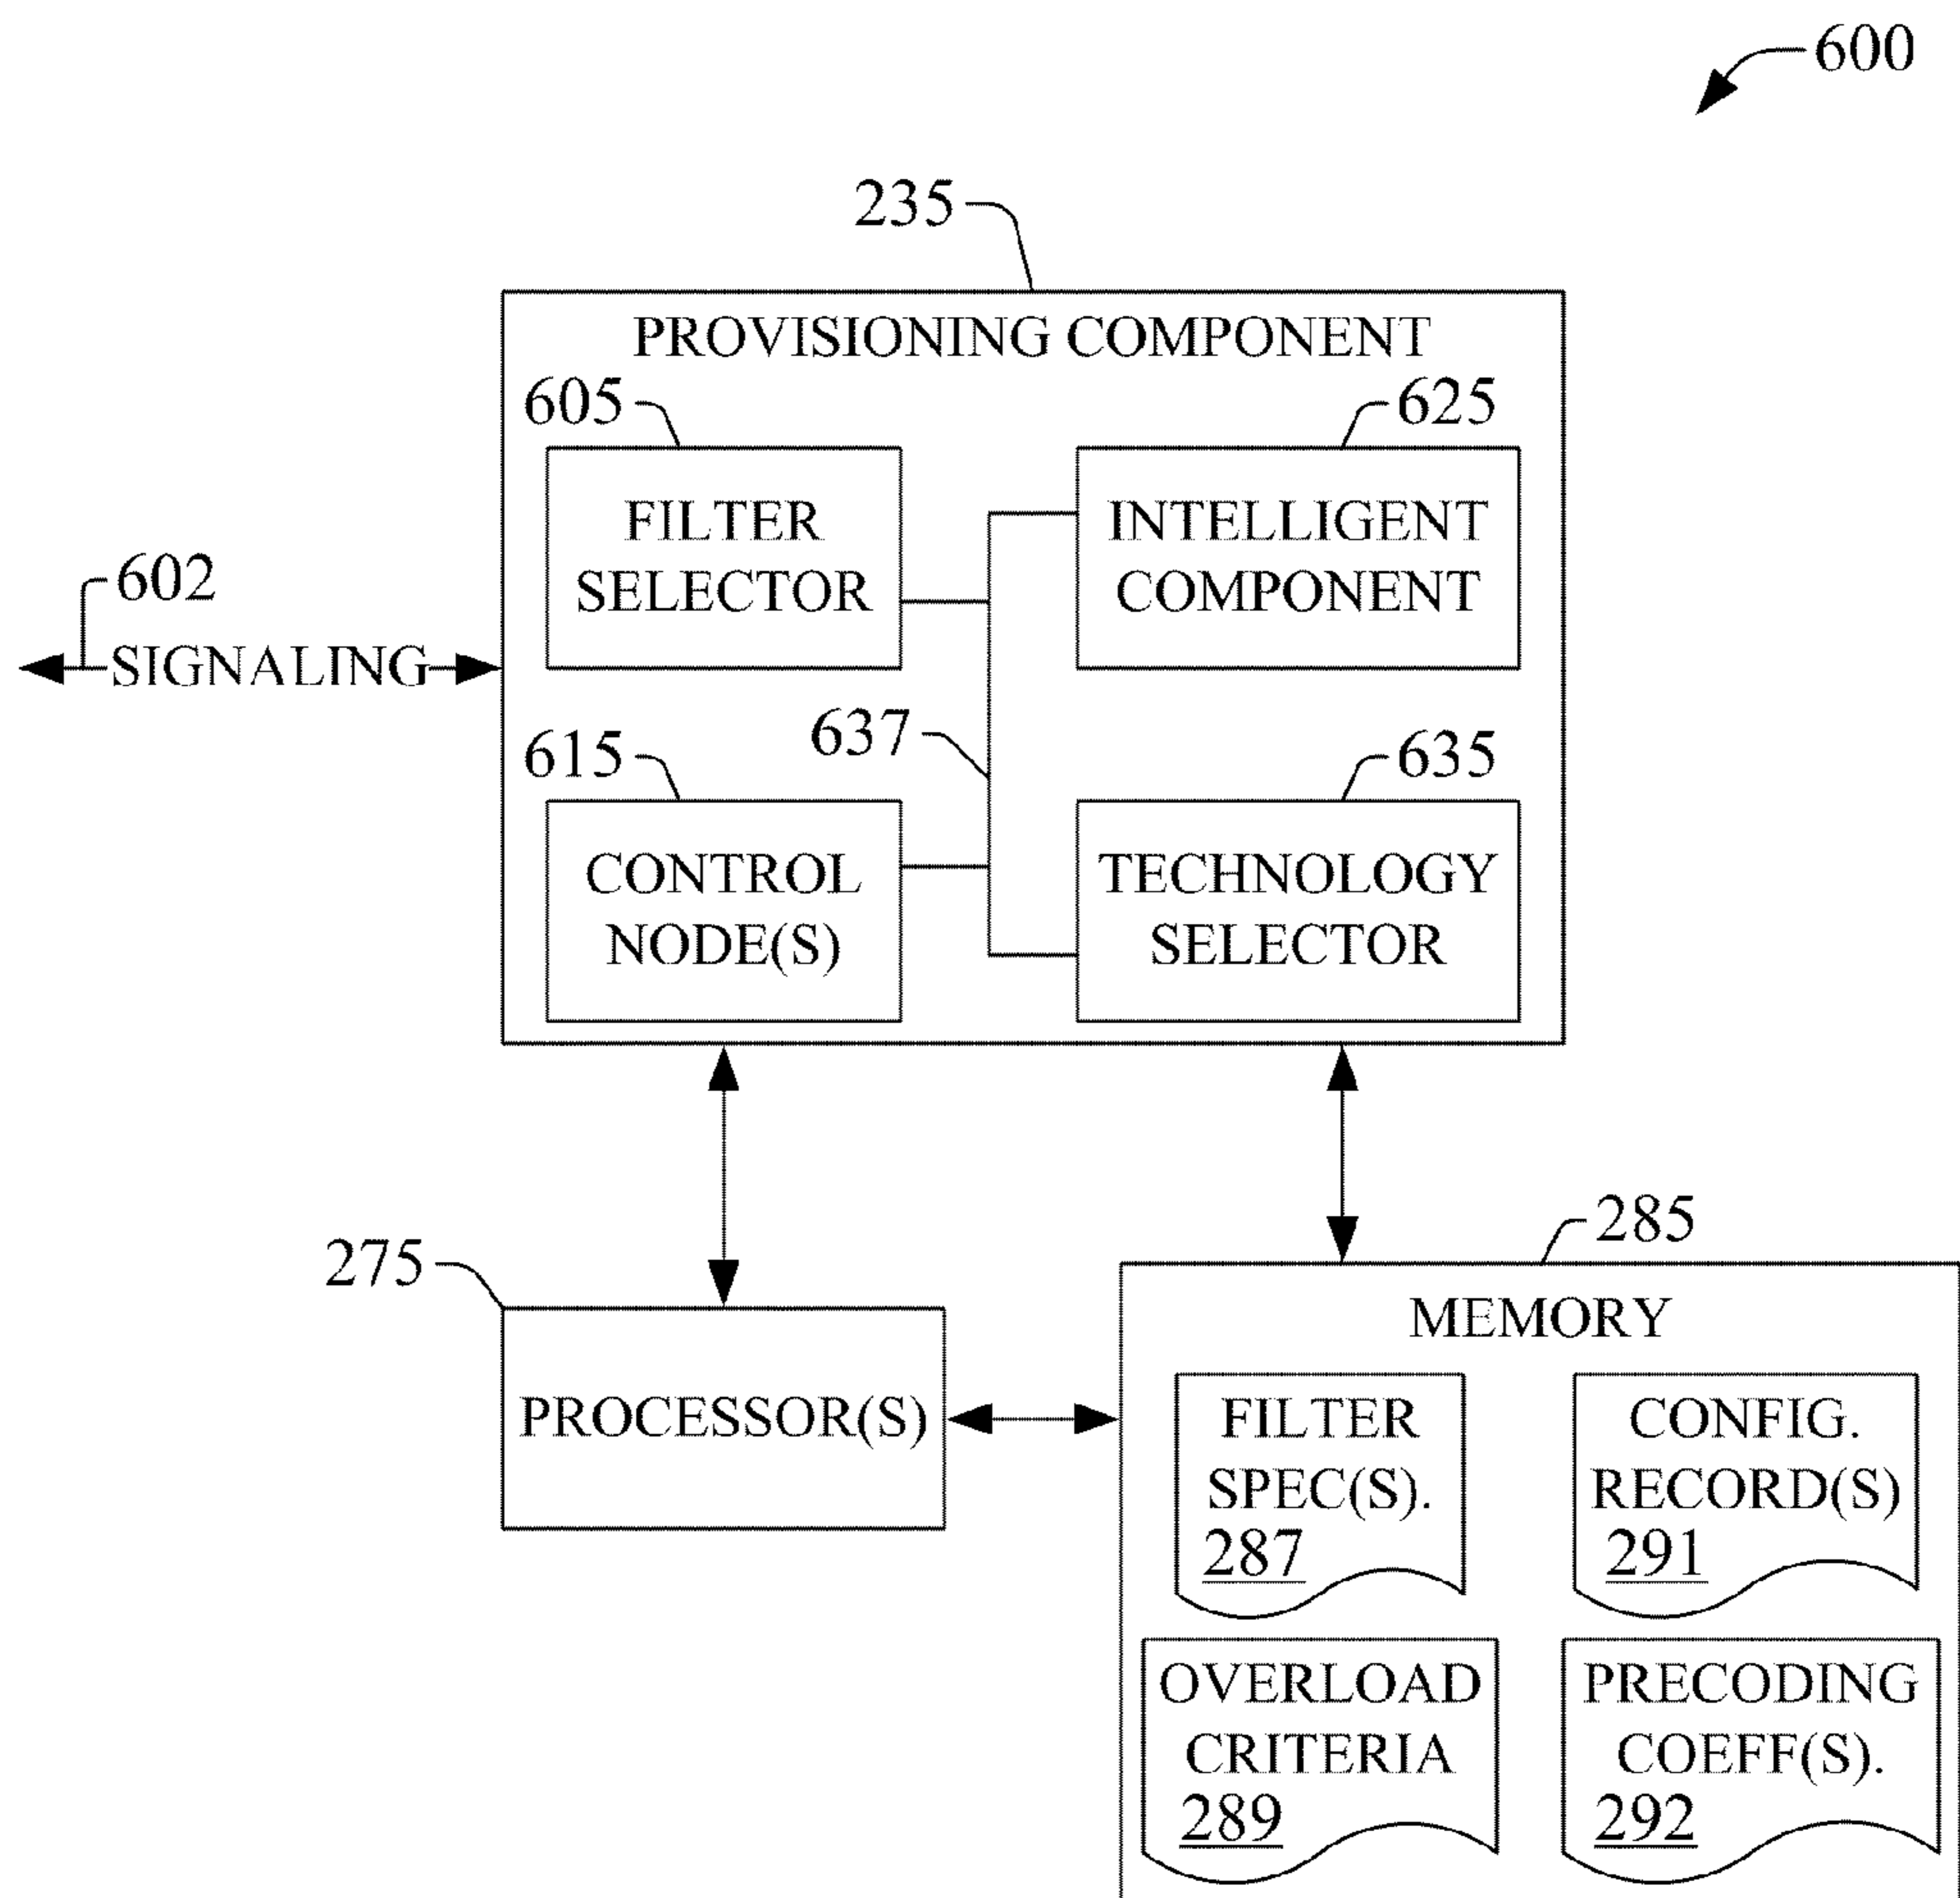 600
235
PROVISIONING COMPONENT
605
625
FILTER
SELECTOR
INTELLIGENT
COMPONENT
602
SIGNALING
637
615
635
CONTROL
NODE(S)
TECHNOLOGY
SELECTOR
285
275
MEMORY
PROCESSOR(S)
FILTER
SPEC(S).
287
CONFIG.
RECORD(S)
291
OVERLOAD
CRITERIA
289
PRECODING
COEFF(S).
292